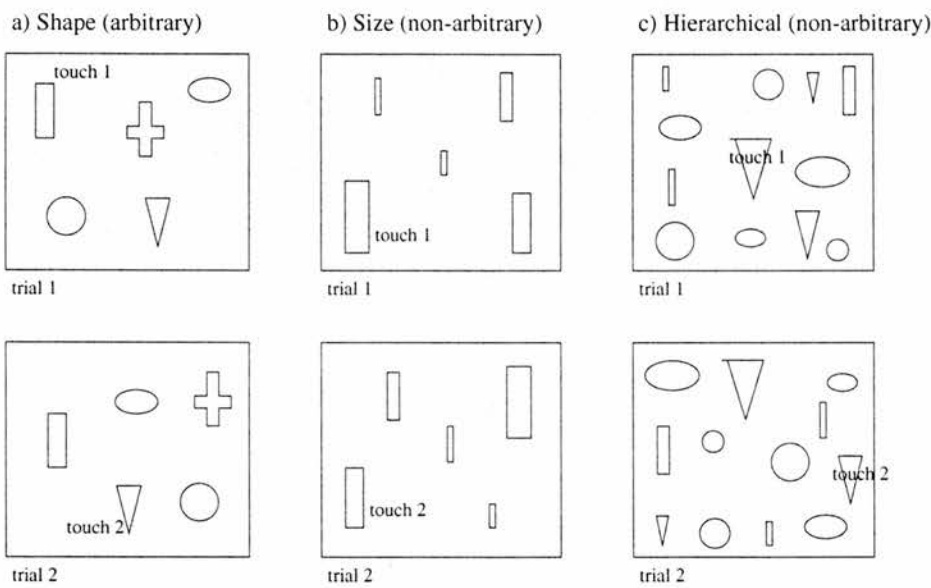 a) Shape (arbitrary)
b) Size (non-arbitrary)
c) Hierarchical (non-arbitrary)
touch 1
touch 1
touch 1
trial 1
trial 1
trial 1
touch 2
touch 2
touch 2
trial 2
trial 2
trial 2